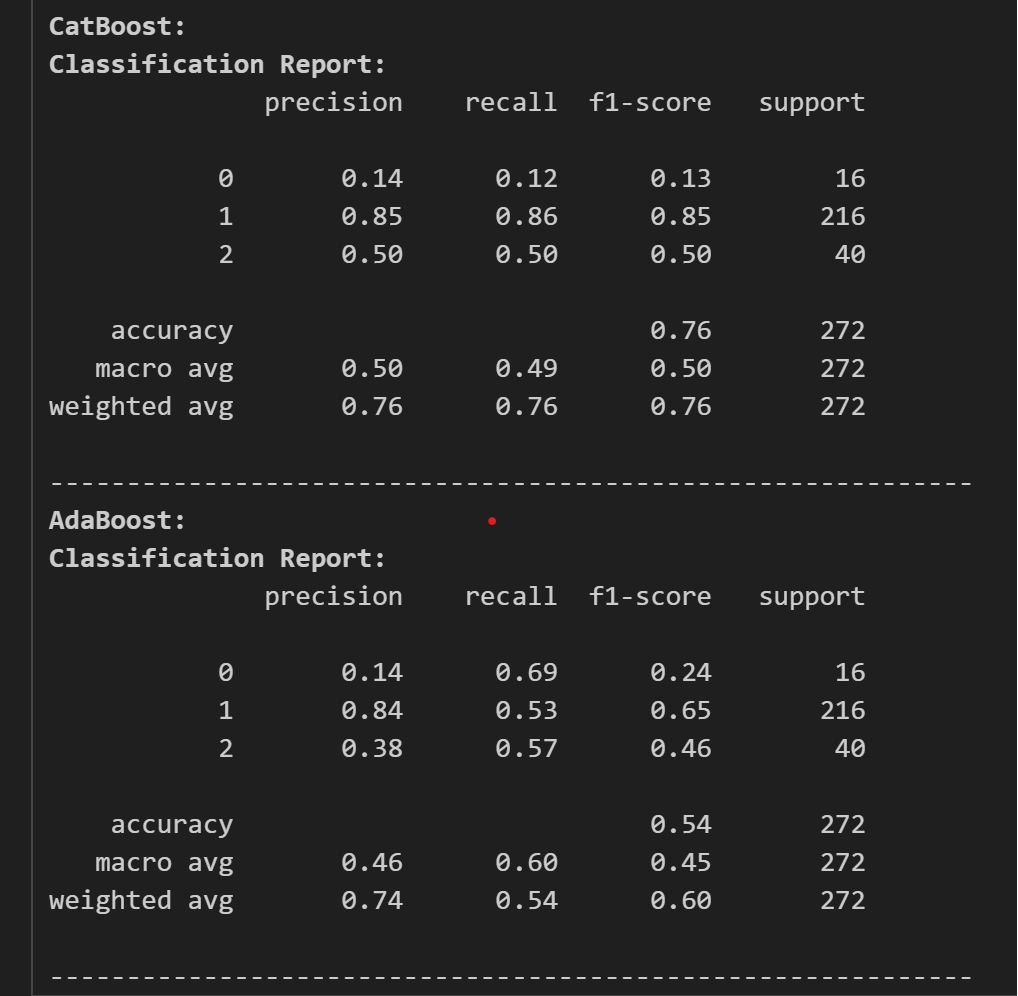 CatBoost:
Classification Report:
precision recall f1-score support
0 0.14 0.12 0.13 16
1 0.85 0.86 0.85 216
2 0.50 0.50 0.50 40
accuracy 0.76 272
macro avg 0.50 0.49 0.50 272
weighted avg 0.76 0.76 0.76 272
------------------------------------------------------------
AdaBoost:
Classification Report:
precision recall f1-score support
0 0.14 0.69 0.24 16
1 0.84 0.53 0.65 216
2 0.38 0.57 0.46 40
accuracy 0.54 272
macro avg 0.46 0.60 0.45 272
weighted avg 0.74 0.54 0.60 272
------------------------------------------------------------